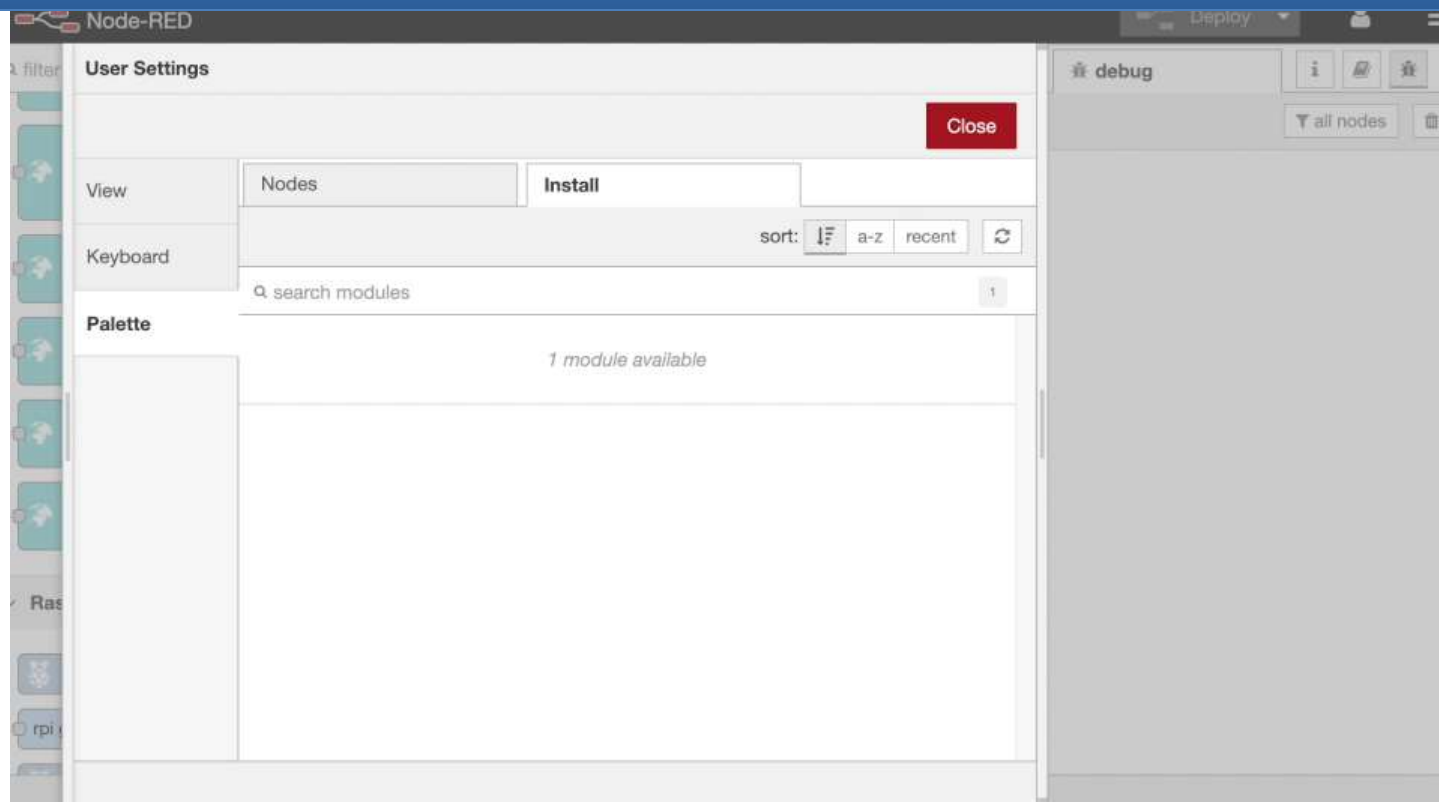 Node-RED
Deploy
filter
User Settings
debug
i
Close
all nodes
View
Nodes
Install
sort:
a-z
recent
Keyboard
search modules
1
Palette
1 module available
Ras
rpi